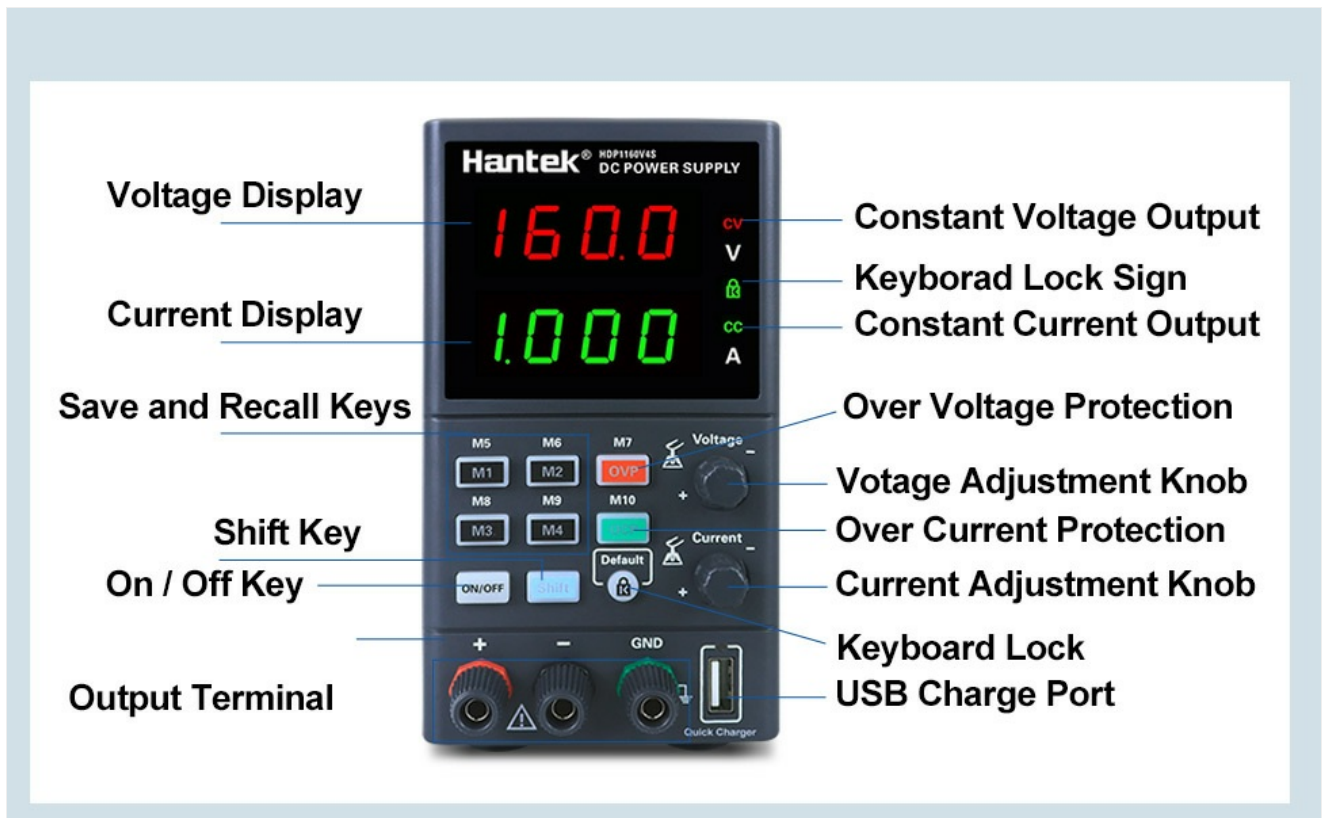 Hantek® HDP1160V4S
DC POWER SUPPLY
Voltage Display
160.0
CV
Constant Voltage Output
V
Keyborad Lock Sign
Current Display
1.000
CC
Constant Current Output
A
Save and Recall Keys
Over Voltage Protection
M5 M6 M7 Voltage
M1 M2 OVP
Votage Adjustment Knob
M8 M9 M10
Over Current Protection
M3 M4
Current
Shift Key
Default
On / Off Key
ON/OFF Shift
Current Adjustment Knob
Keyboard Lock
+ − GND
Output Terminal
USB Charge Port
Quick Charger